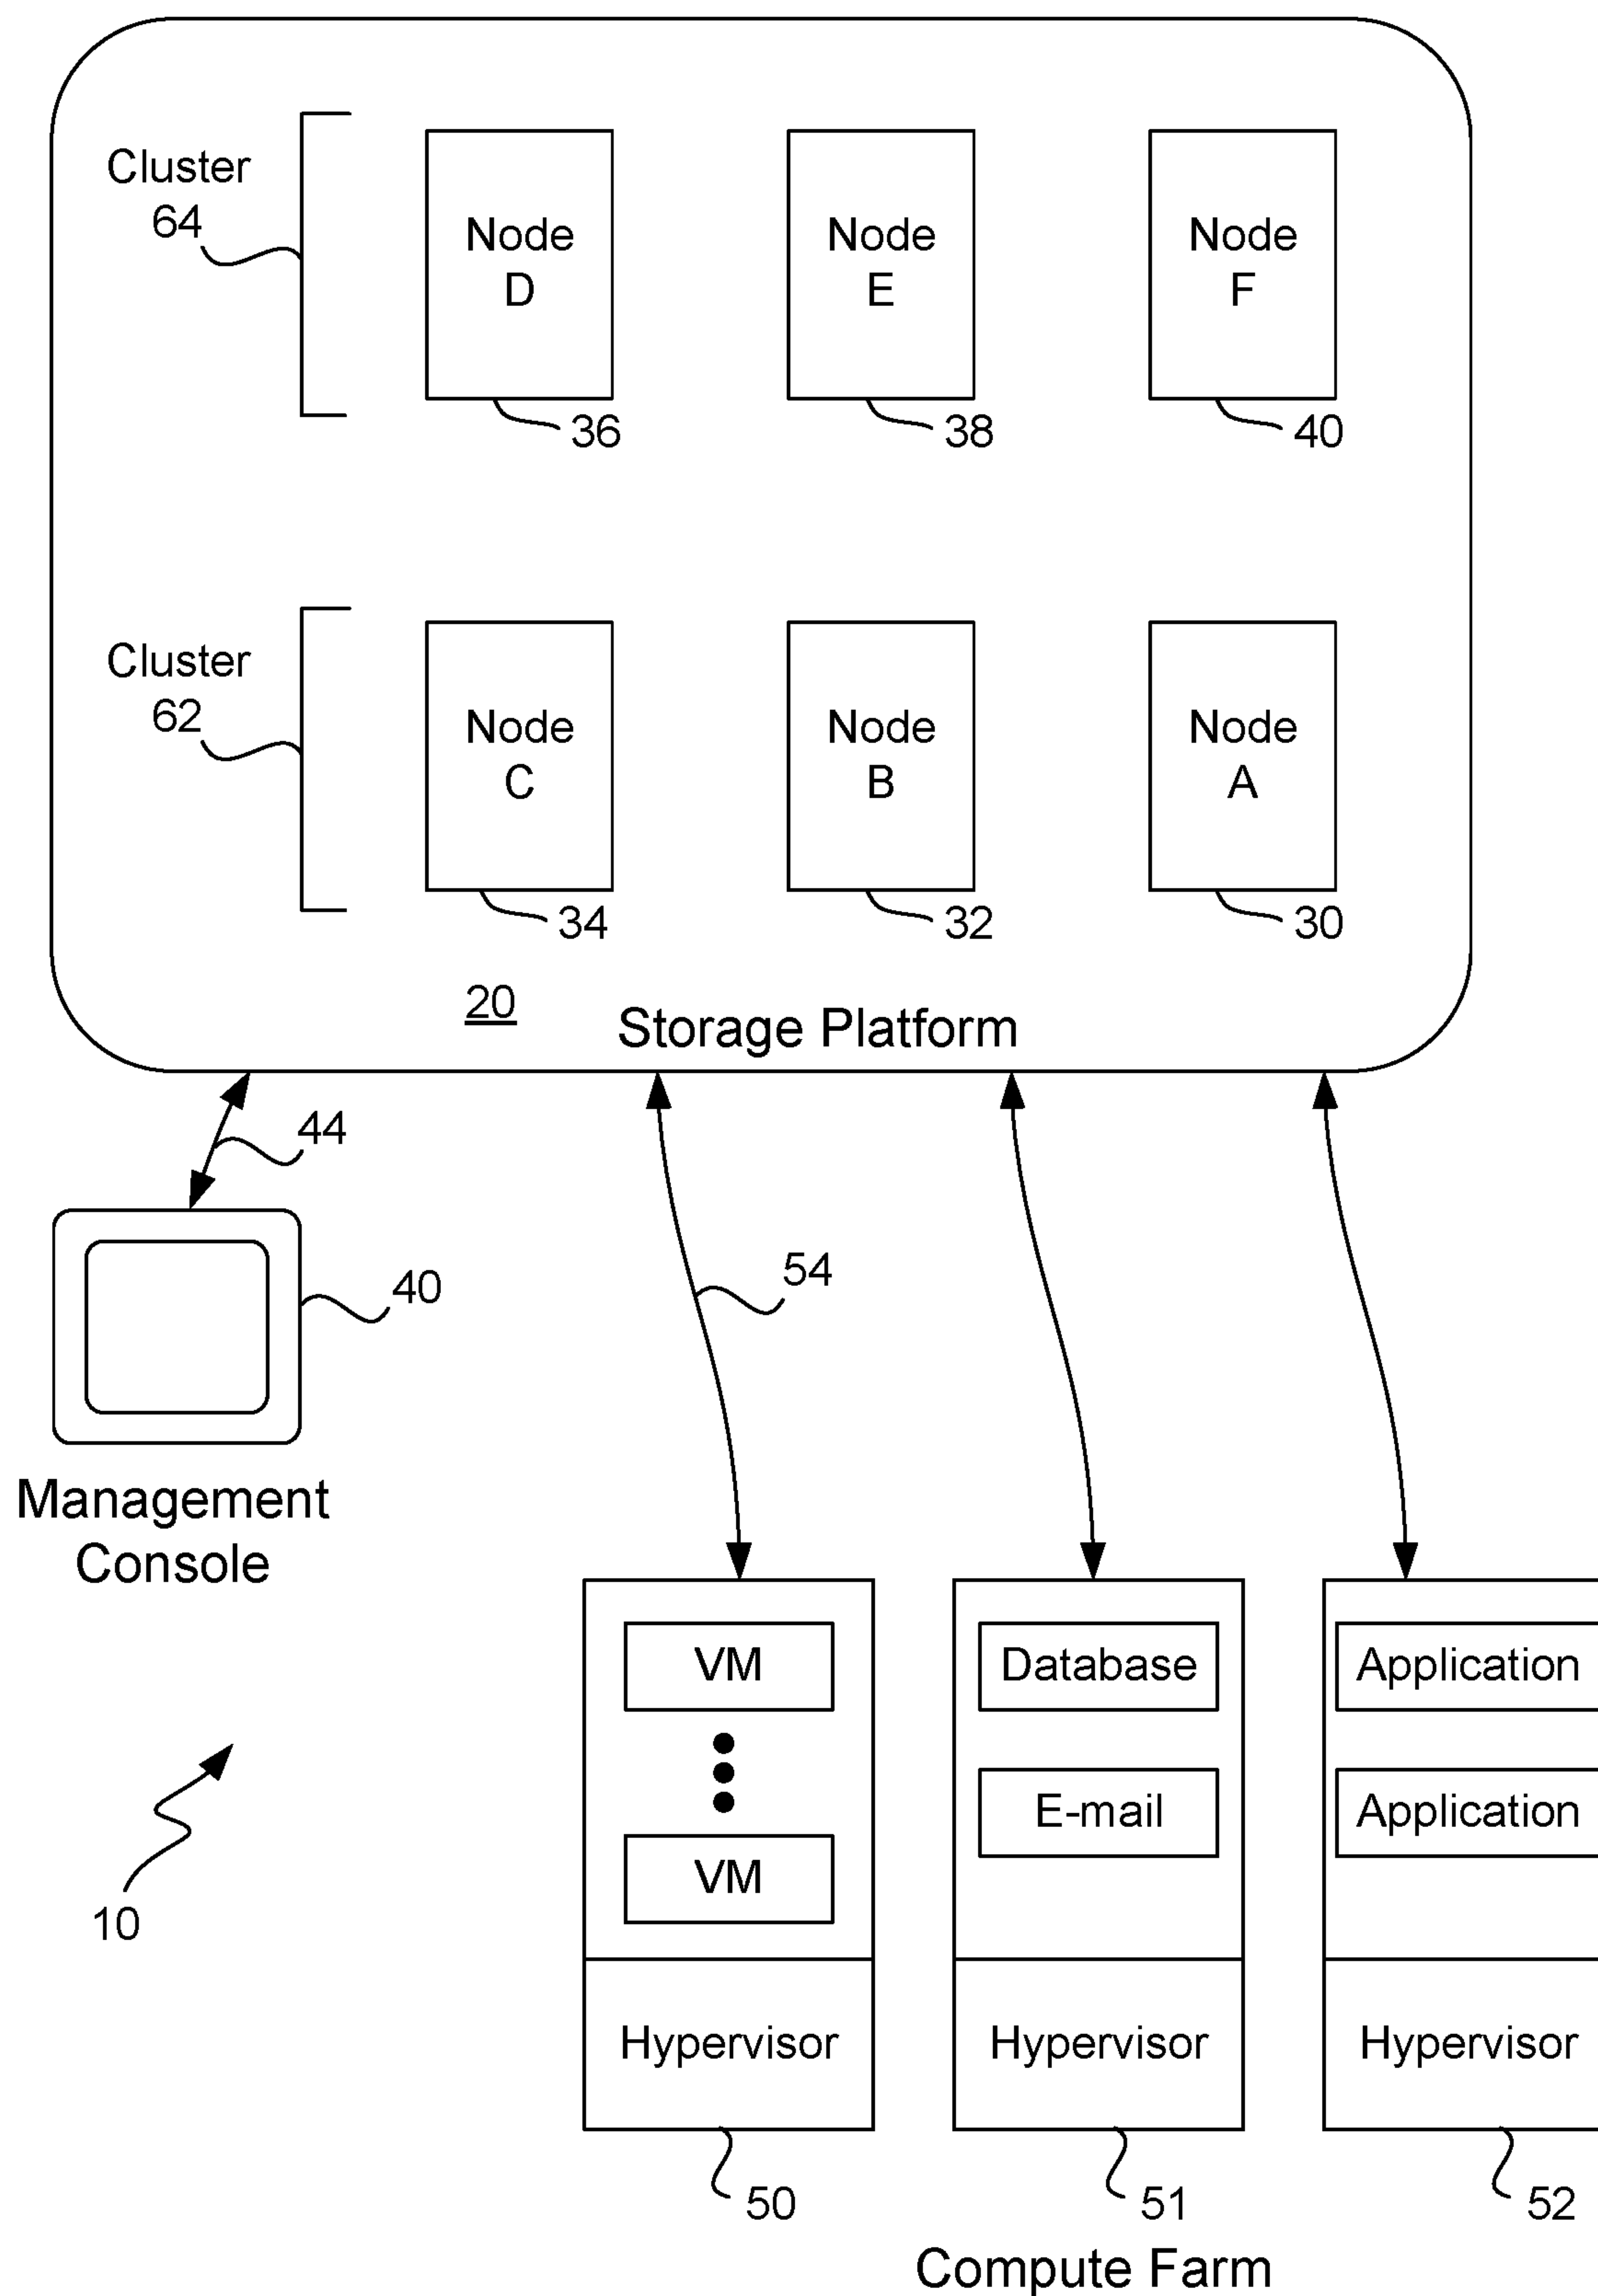 Cluster
64
Node
D
Node
E
Node
F
36
38
40
Cluster
62
Node
C
Node
B
Node
A
34
32
30
20
Storage Platform
44
40
54
Management
Console
VM
VM
Hypervisor
Database
E-mail
Hypervisor
Application
Application
Hypervisor
10
50
51
52
Compute Farm